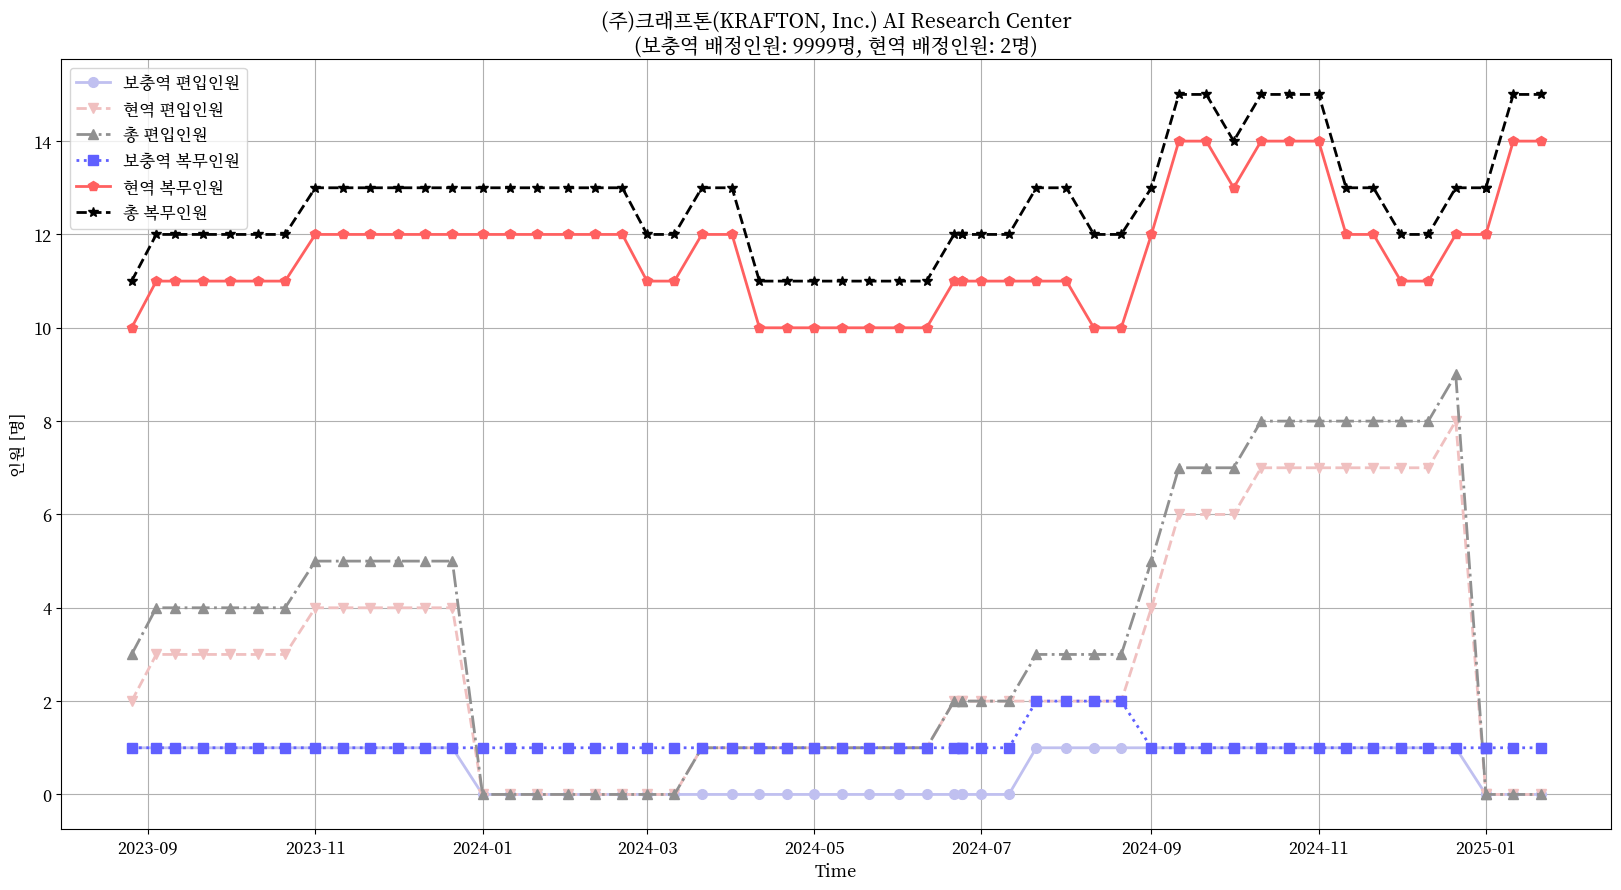 (주)크래프톤(KRAFTON, Inc.) AI Research Center
(보충역 배정인원: 9999명, 현역 배정인원: 2명)
보충역 편입인원
현역 편입인원
총 편입인원
보충역 복무인원
현역 복무인원
총 복무인원
인원 [명]
14
12
10
8
6
4
2
0
2023-09
2023-11
2024-01
2024-03
2024-05
2024-07
2024-09
2024-11
2025-01
Time